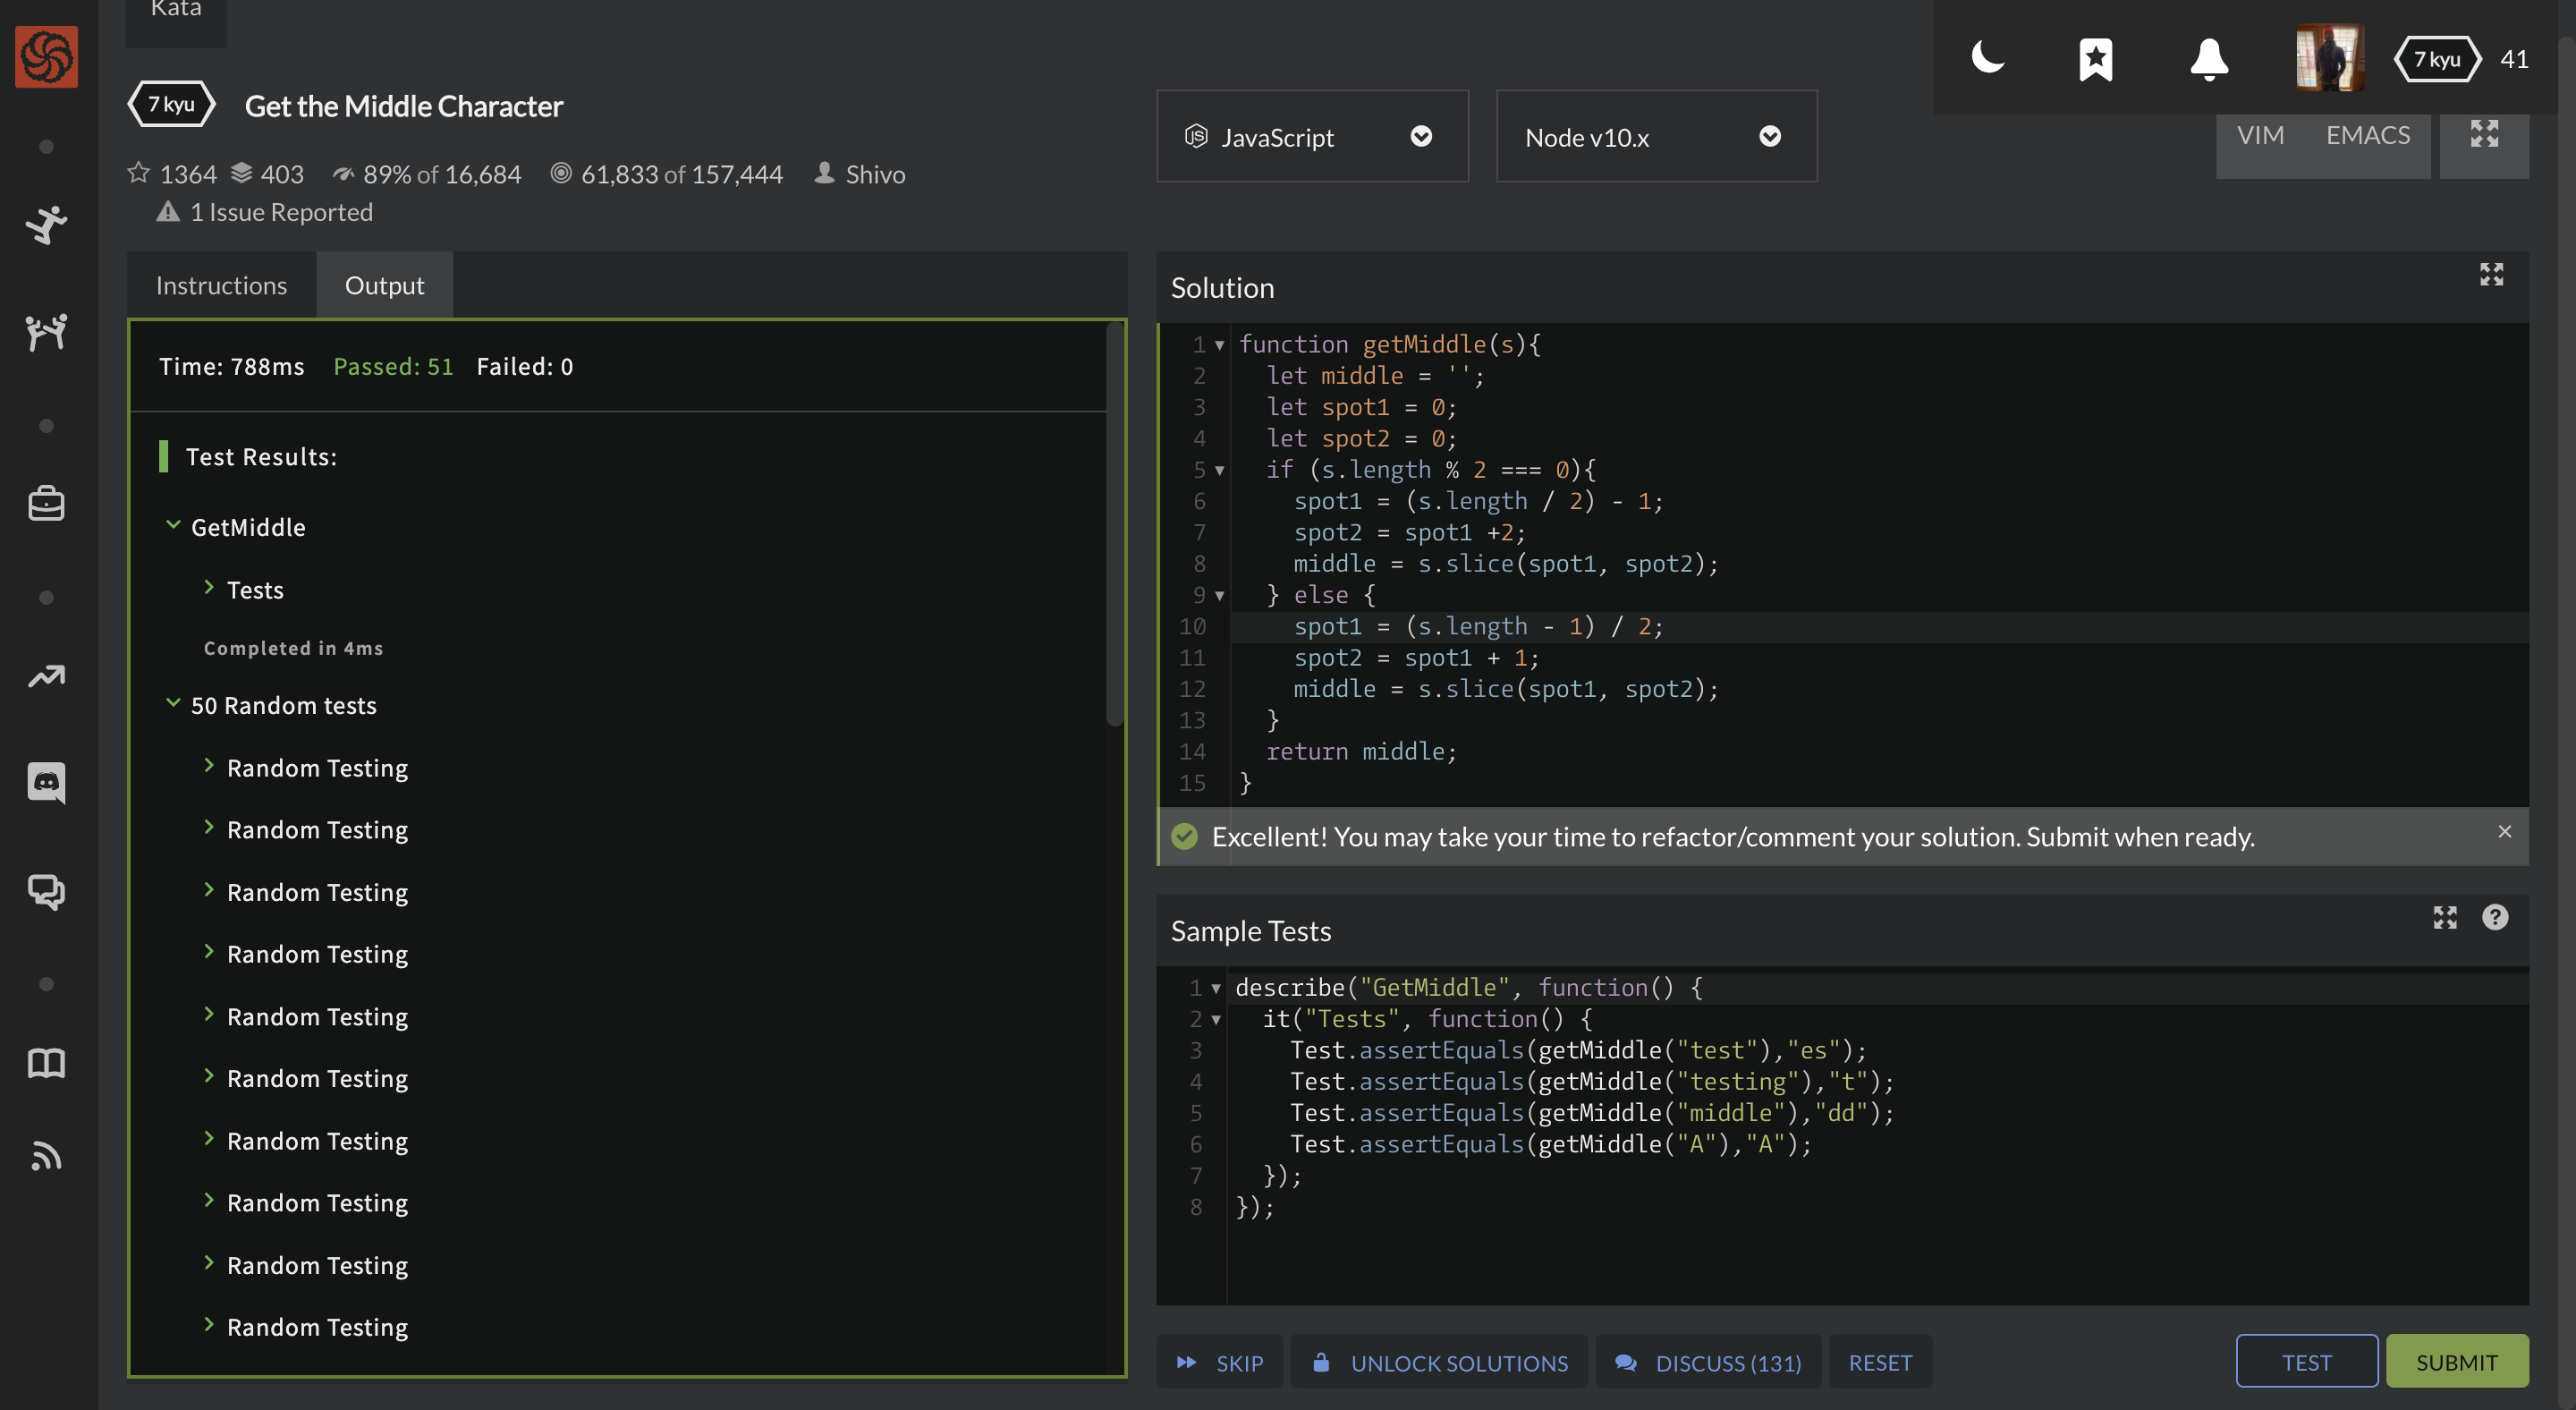 Kata
7 kyu 41
7 kyu Get the Middle Character
1364 403 89% of 16,684 61,833 of 157,444 Shivo
1 Issue Reported
JavaScript
Node v10.x
VIM EMACS
Instructions Output
Time: 788ms Passed: 51 Failed: 0
Test Results:
GetMiddle
Tests
Completed in 4ms
50 Random tests
Random Testing
Random Testing
Random Testing
Random Testing
Random Testing
Random Testing
Random Testing
Random Testing
Random Testing
Random Testing
Solution
1 function getMiddle(s){
2 let middle = '';
3 let spot1 = 0;
4 let spot2 = 0;
5 if (s.length % 2 === 0){
6 spot1 = (s.length / 2) - 1;
7 spot2 = spot1 +2;
8 middle = s.slice(spot1, spot2);
9 } else {
10 spot1 = (s.length - 1) / 2;
11 spot2 = spot1 + 1;
12 middle = s.slice(spot1, spot2);
13 }
14 return middle;
15 }
Excellent! You may take your time to refactor/comment your solution. Submit when ready.
Sample Tests
1 describe("GetMiddle", function() {
2 it("Tests", function() {
3 Test.assertEquals(getMiddle("test"),"es");
4 Test.assertEquals(getMiddle("testing"),"t");
5 Test.assertEquals(getMiddle("middle"),"dd");
6 Test.assertEquals(getMiddle("A"),"A");
7 });
8 });
SKIP UNLOCK SOLUTIONS DISCUSS (131) RESET TEST SUBMIT